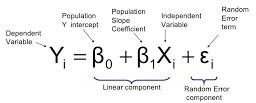 Dependent Variable
Population Y intercept
Population Slope Coefficient
Independent Variable
Random Error term
Yᵢ = β₀ + β₁Xᵢ + εᵢ
Linear component
Random Error component